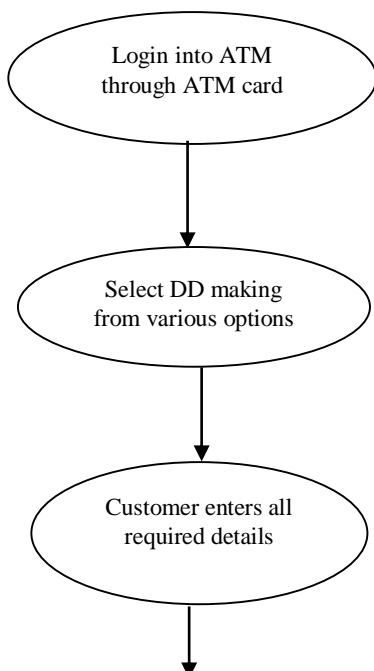 Login into ATM
through ATM card
Select DD making
from various options
Customer enters all
required details